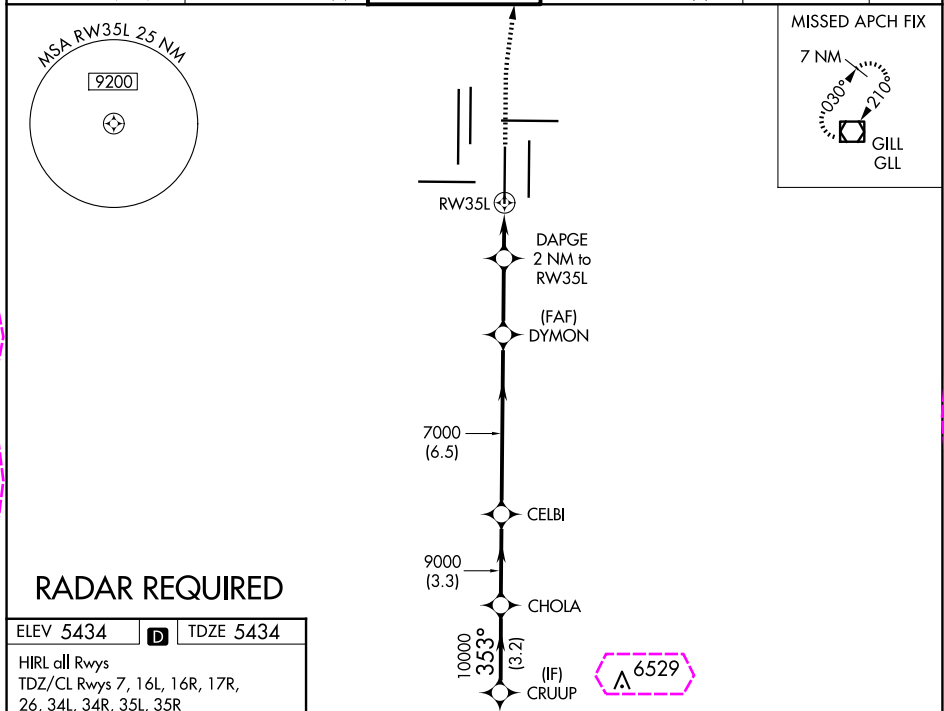 MSA RW35L 25 NM
9200
MISSED APCH FIX
7 NM
030°
210°
GILL
GLL
RW35L
DAPGE
2 NM to
RW35L
(FAF)
DYMON
7000
(6.5)
CELBI
9000
(3.3)
CHOLA
10000
353°
(3.2)
(IF)
CRUUP
6529
RADAR REQUIRED
ELEV 5434 D TDZE 5434
HIRL all Rwys
TDZ/CL Rwys 7, 16L, 16R, 17R,
26, 34L, 34R, 35L, 35R